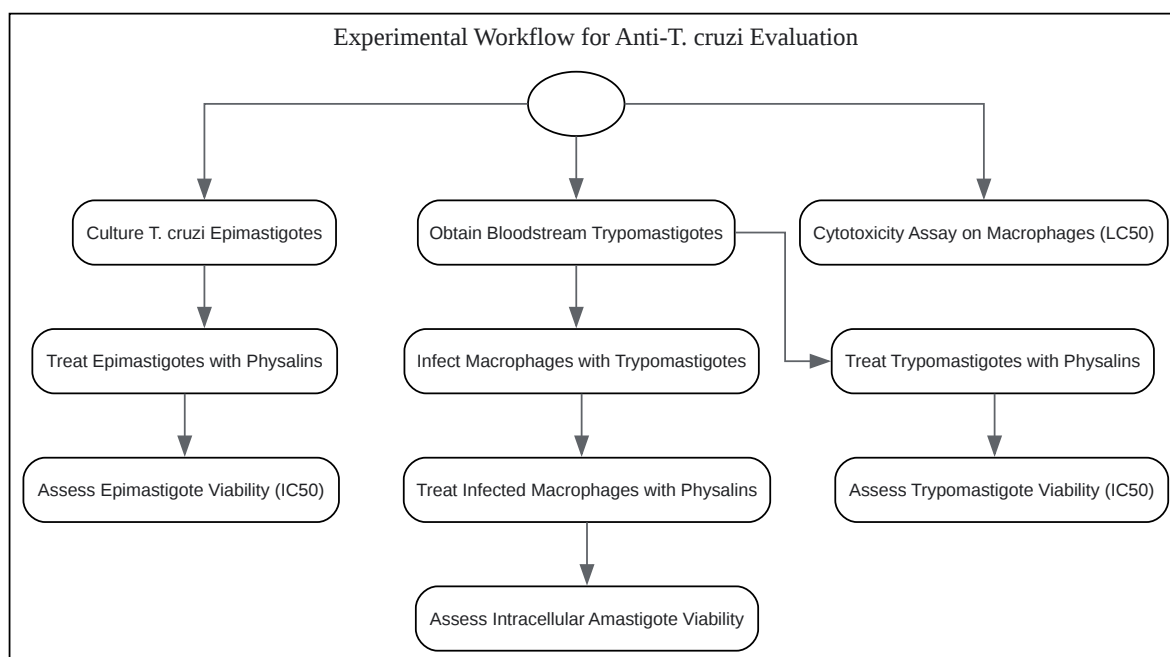 Experimental Workflow for Anti-T. cruzi Evaluation
Culture T. cruzi Epimastigotes
Obtain Bloodstream Trypomastigotes
Cytotoxicity Assay on Macrophages (LC50)
Treat Epimastigotes with Physalins
Infect Macrophages with Trypomastigotes
Treat Trypomastigotes with Physalins
Assess Epimastigote Viability (IC50)
Treat Infected Macrophages with Physalins
Assess Trypomastigote Viability (IC50)
Assess Intracellular Amastigote Viability